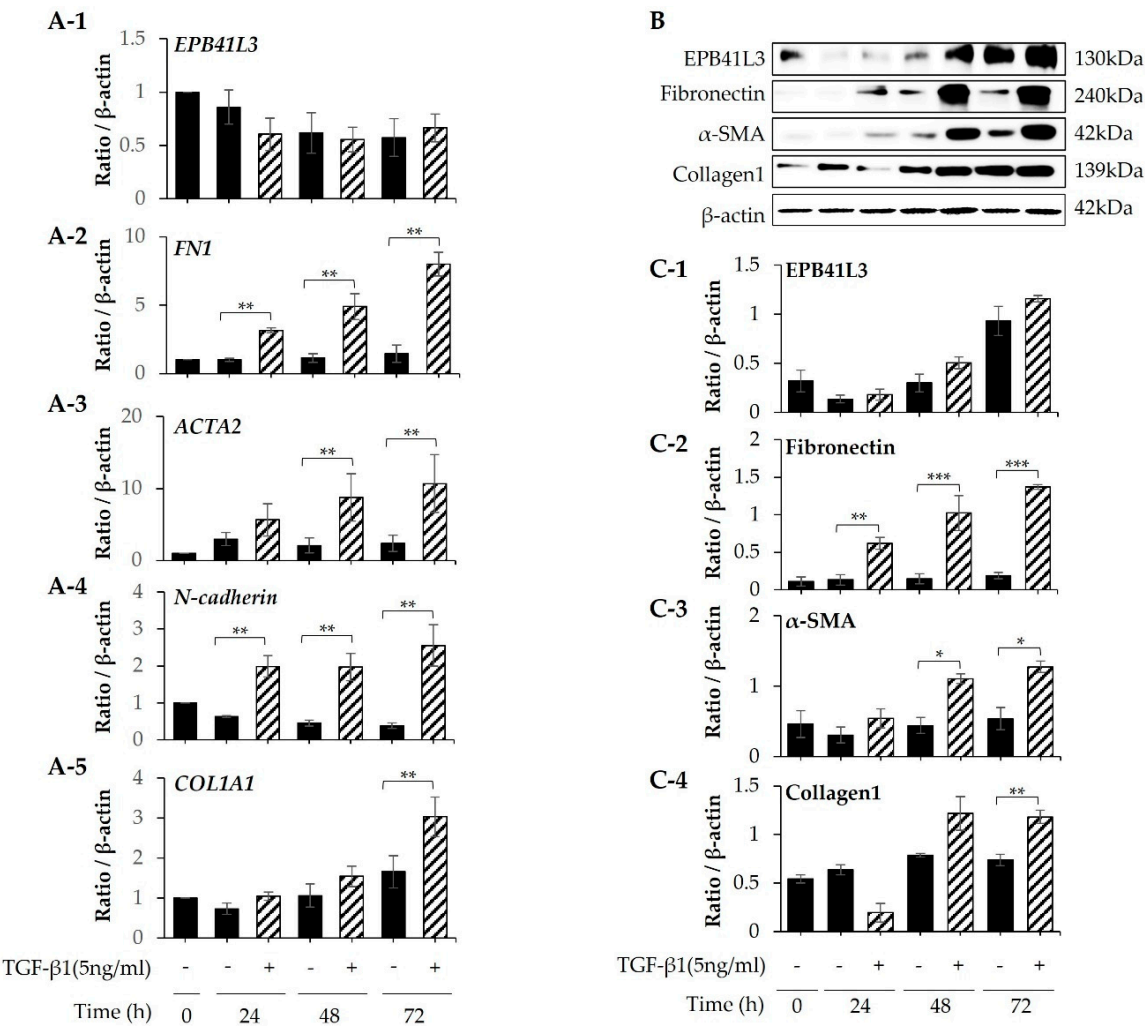 A-1
EPB41L3
Ratio / β-actin
1.5
1
0.5
0
A-2
FN1
Ratio / β-actin
10
5
0
**
**
**
A-3
ACTA2
Ratio / β-actin
20
10
0
**
**
A-4
N-cadherin
Ratio / β-actin
4
3
2
1
0
**
**
**
A-5
COL1A1
Ratio / β-actin
4
3
2
1
0
**
TGF-β1(5ng/ml) - - + - + - +
Time (h) 0 24 48 72
B
EPB41L3 130kDa
Fibronectin 240kDa
α-SMA 42kDa
Collagen1 139kDa
β-actin 42kDa
C-1
EPB41L3
Ratio / β-actin
1.5
1
0.5
0
C-2
Fibronectin
Ratio / β-actin
2
1.5
1
0.5
0
**
***
***
C-3
α-SMA
Ratio / β-actin
2
1
0
*
*
C-4
Collagen1
Ratio / β-actin
1.5
1
0.5
0
**
TGF-β1(5ng/ml) - - + - + - +
Time (h) 0 24 48 72